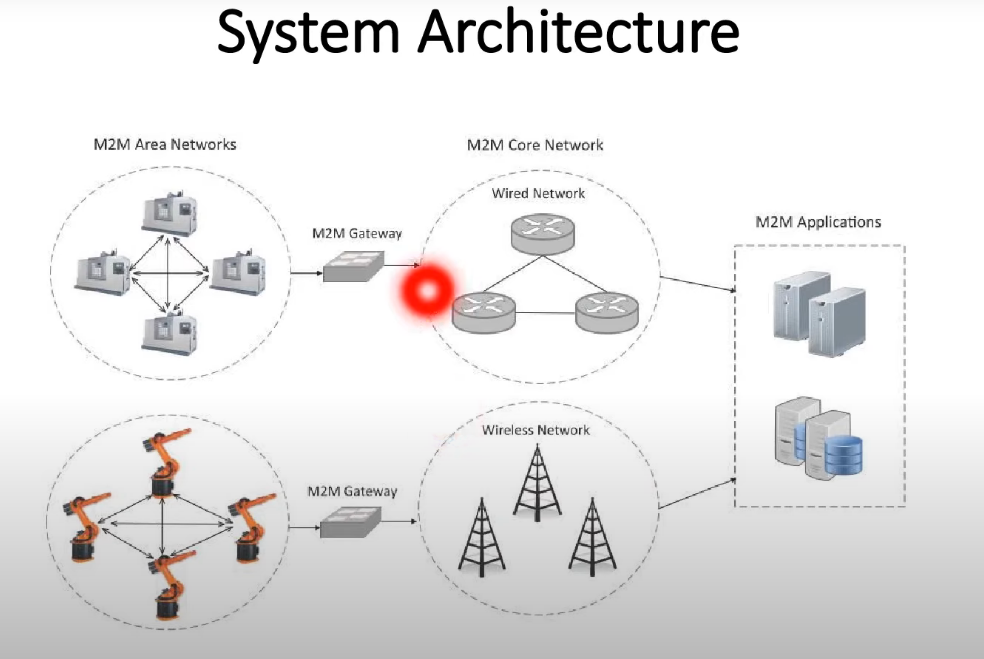 System Architecture
M2M Area Networks
M2M Core Network
Wired Network
M2M Gateway
M2M Applications
Wireless Network
M2M Gateway